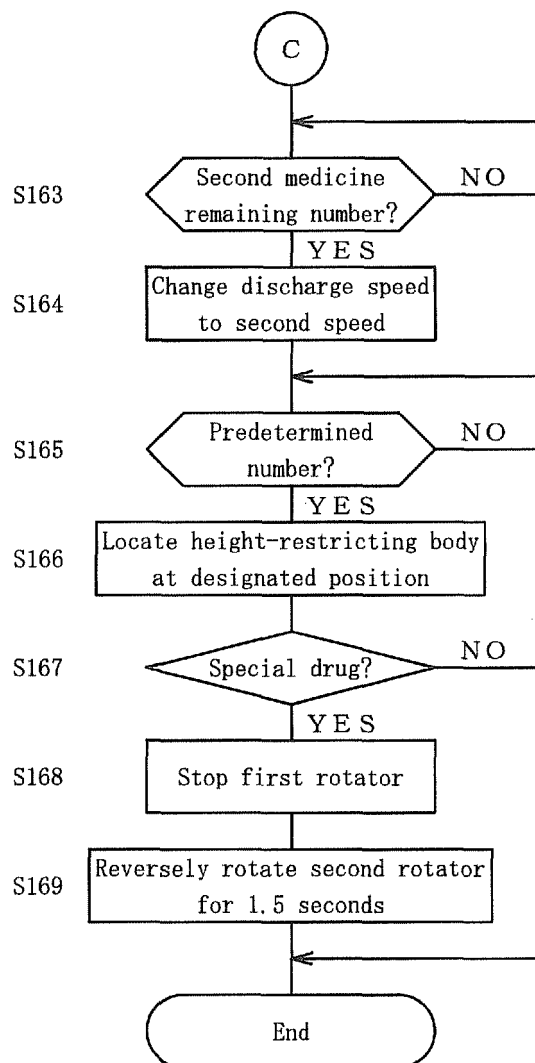 C
S163
Second medicine
remaining number?
NO
YES
S164
Change discharge speed
to second speed
S165
Predetermined
number?
NO
YES
S166
Locate height-restricting body
at designated position
S167
Special drug?
NO
YES
S168
Stop first rotator
S169
Reversely rotate second rotator
for 1.5 seconds
End